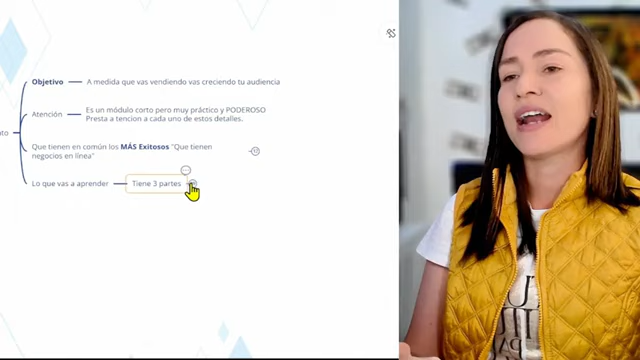 Objetivo — A medida que vas vendiendo vas creciendo tu audiencia
Es un módulo corto pero muy práctico y PODEROSO
Atención
Presta a tencion a cada uno de estos detalles.
Que tienen en común los MÁS Exitosos "Que tienen
negocios en línea"
Lo que vas a aprender — Tiene 3 partes